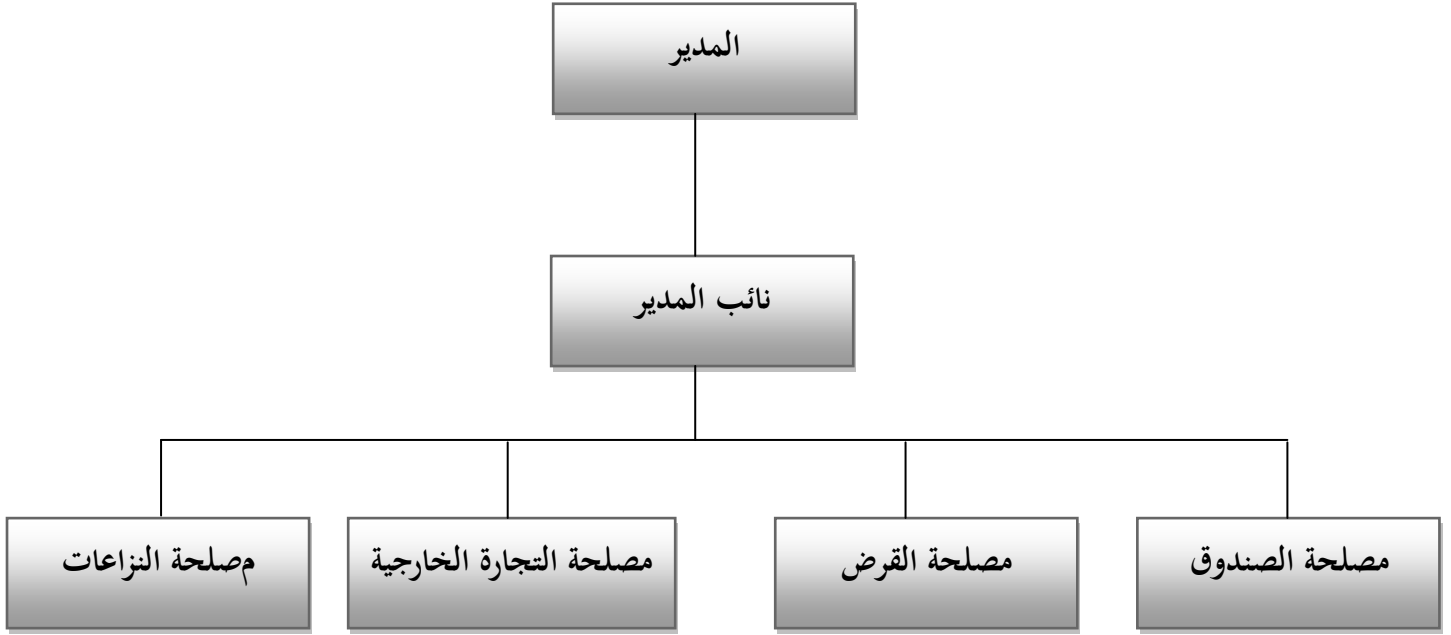 المدير
نائب المدير
مصلحة الصندوق
مصلحة القرض
مصلحة التجارة الخارجية
مصلحة النزاعات